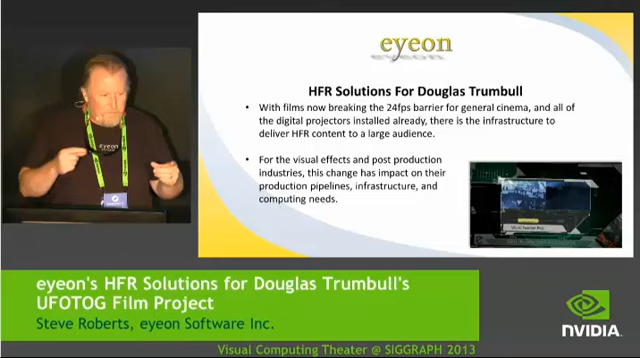 eyeon
HFR Solutions For Douglas Trumbull
• With films now breaking the 24fps barrier for general cinema, and all of
the digital projectors installed already, there is the infrastructure to
deliver HFR content to a large audience.
• For the visual effects and post production
industries, this change has impact on their
production pipelines, infrastructure, and
computing needs.
eyeon
eyeon's HFR Solutions for Douglas Trumbull's
UFOTOG Film Project
Steve Roberts, eyeon Software Inc.
NVIDIA
Visual Computing Theater @ SIGGRAPH 2013